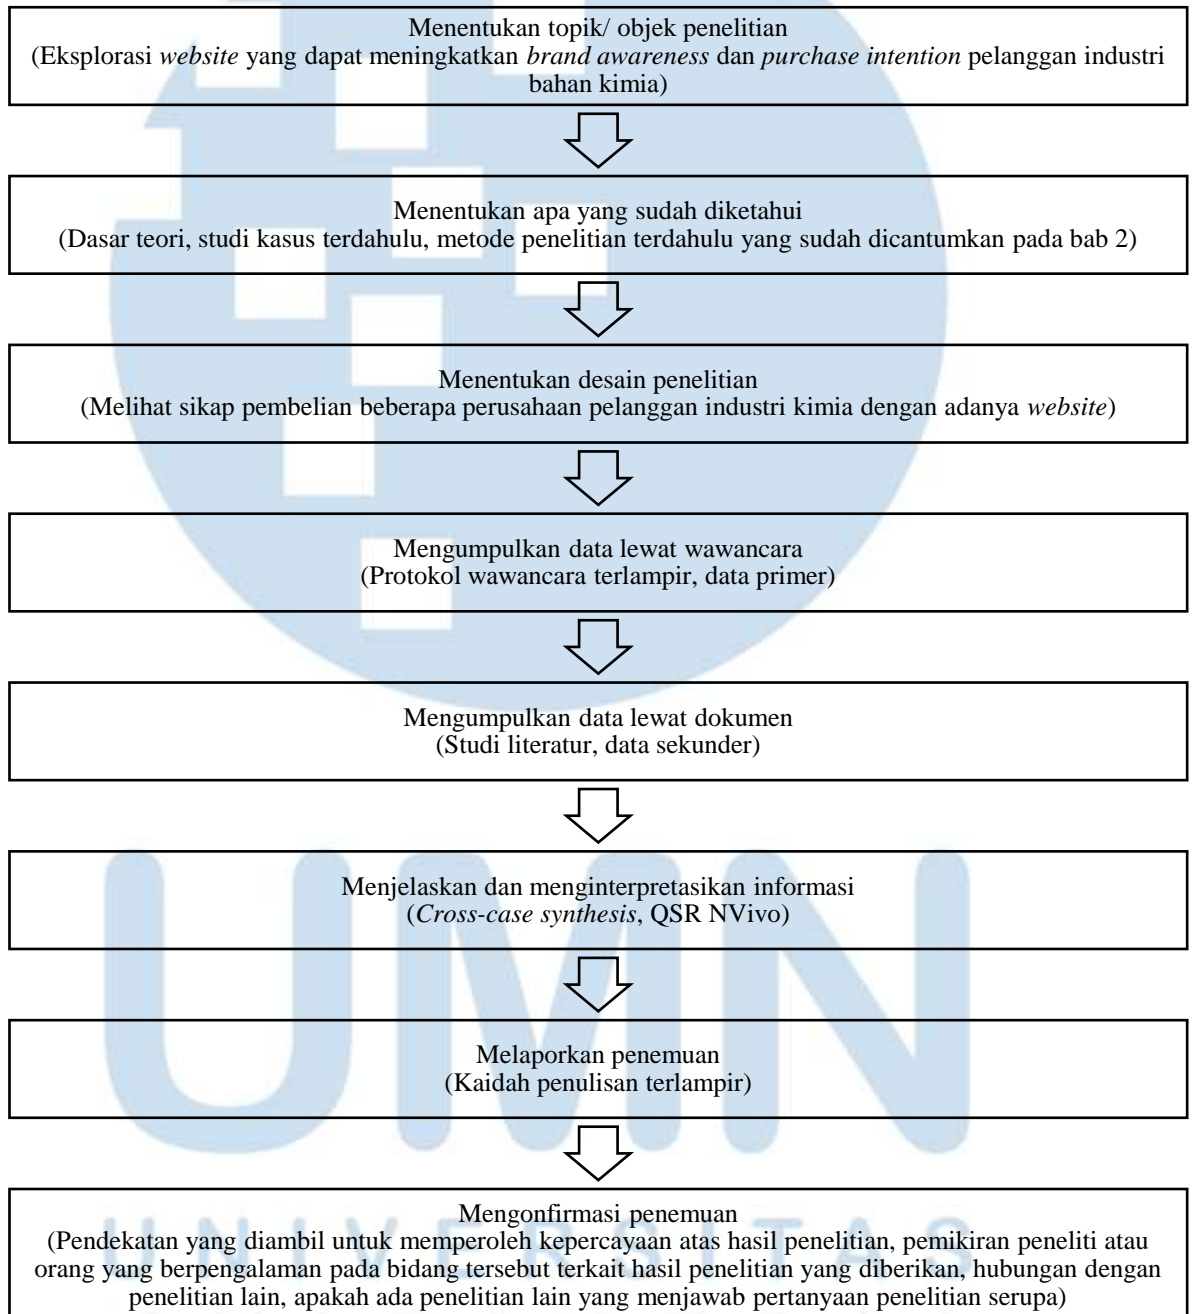 Menentukan topik/ objek penelitian
(Eksplorasi website yang dapat meningkatkan brand awareness dan purchase intention pelanggan industri
bahan kimia)
Menentukan apa yang sudah diketahui
(Dasar teori, studi kasus terdahulu, metode penelitian terdahulu yang sudah dicantumkan pada bab 2)
Menentukan desain penelitian
(Melihat sikap pembelian beberapa perusahaan pelanggan industri kimia dengan adanya website)
Mengumpulkan data lewat wawancara
(Protokol wawancara terlampir, data primer)
Mengumpulkan data lewat dokumen
(Studi literatur, data sekunder)
Menjelaskan dan menginterpretasikan informasi
(Cross-case synthesis, QSR NVivo)
Melaporkan penemuan
(Kaidah penulisan terlampir)
Mengonfirmasi penemuan
(Pendekatan yang diambil untuk memperoleh kepercayaan atas hasil penelitian, pemikiran peneliti atau
orang yang berpengalaman pada bidang tersebut terkait hasil penelitian yang diberikan, hubungan dengan
penelitian lain, apakah ada penelitian lain yang menjawab pertanyaan penelitian serupa)
UMN
UNIVERSITAS